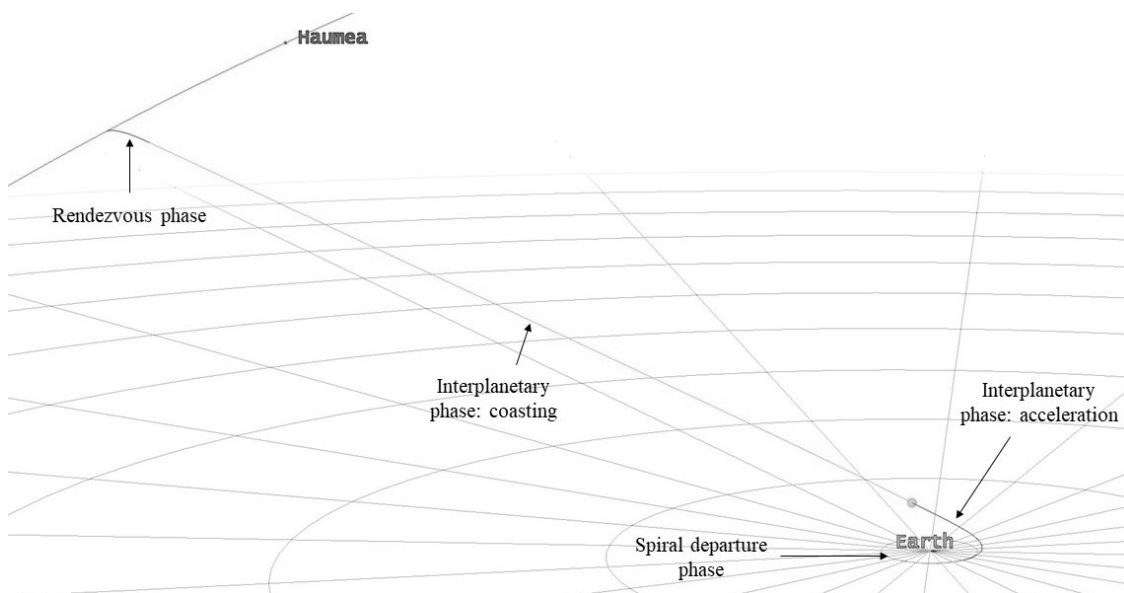 Haumea
Rendezvous phase
Interplanetary
phase: coasting
Interplanetary
phase: acceleration
Earth
Spiral departure
phase